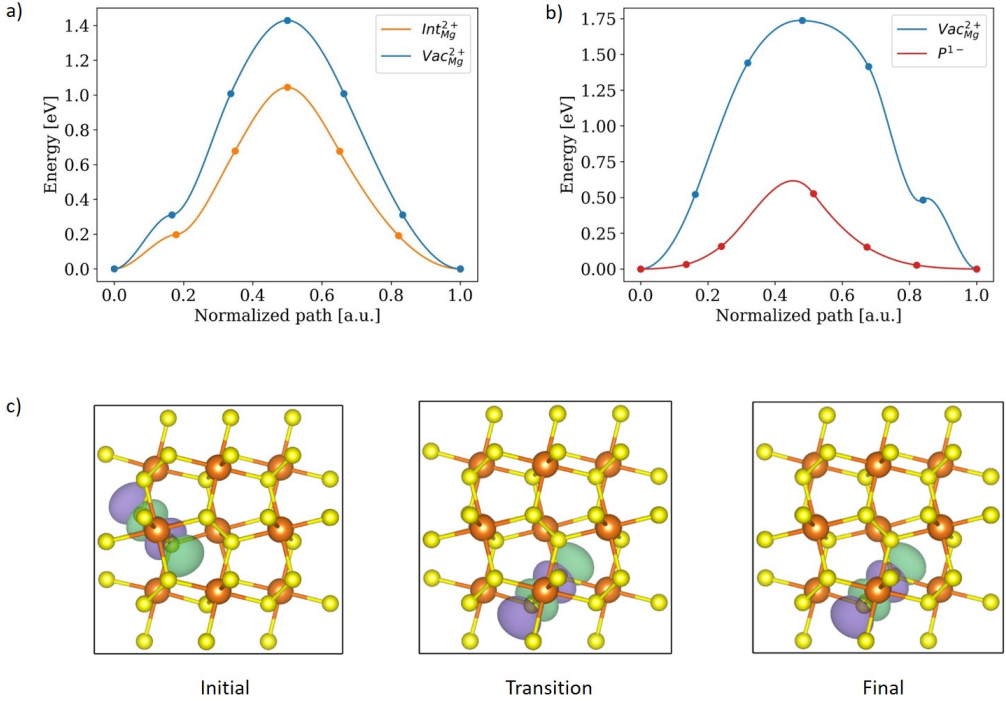 a)
1.4
1.2
1.0
0.8
0.6
0.4
0.2
0.0
Energy [eV]
Int_{Mg}^{2+}
Vac_{Mg}^{2+}
0.0 0.2 0.4 0.6 0.8 1.0
Normalized path [a.u.]
b)
1.75
1.50
1.25
1.00
0.75
0.50
0.25
0.00
Energy [eV]
Vac_{Mg}^{2+}
P^{1−}
0.0 0.2 0.4 0.6 0.8 1.0
Normalized path [a.u.]
c)
Initial
Transition
Final